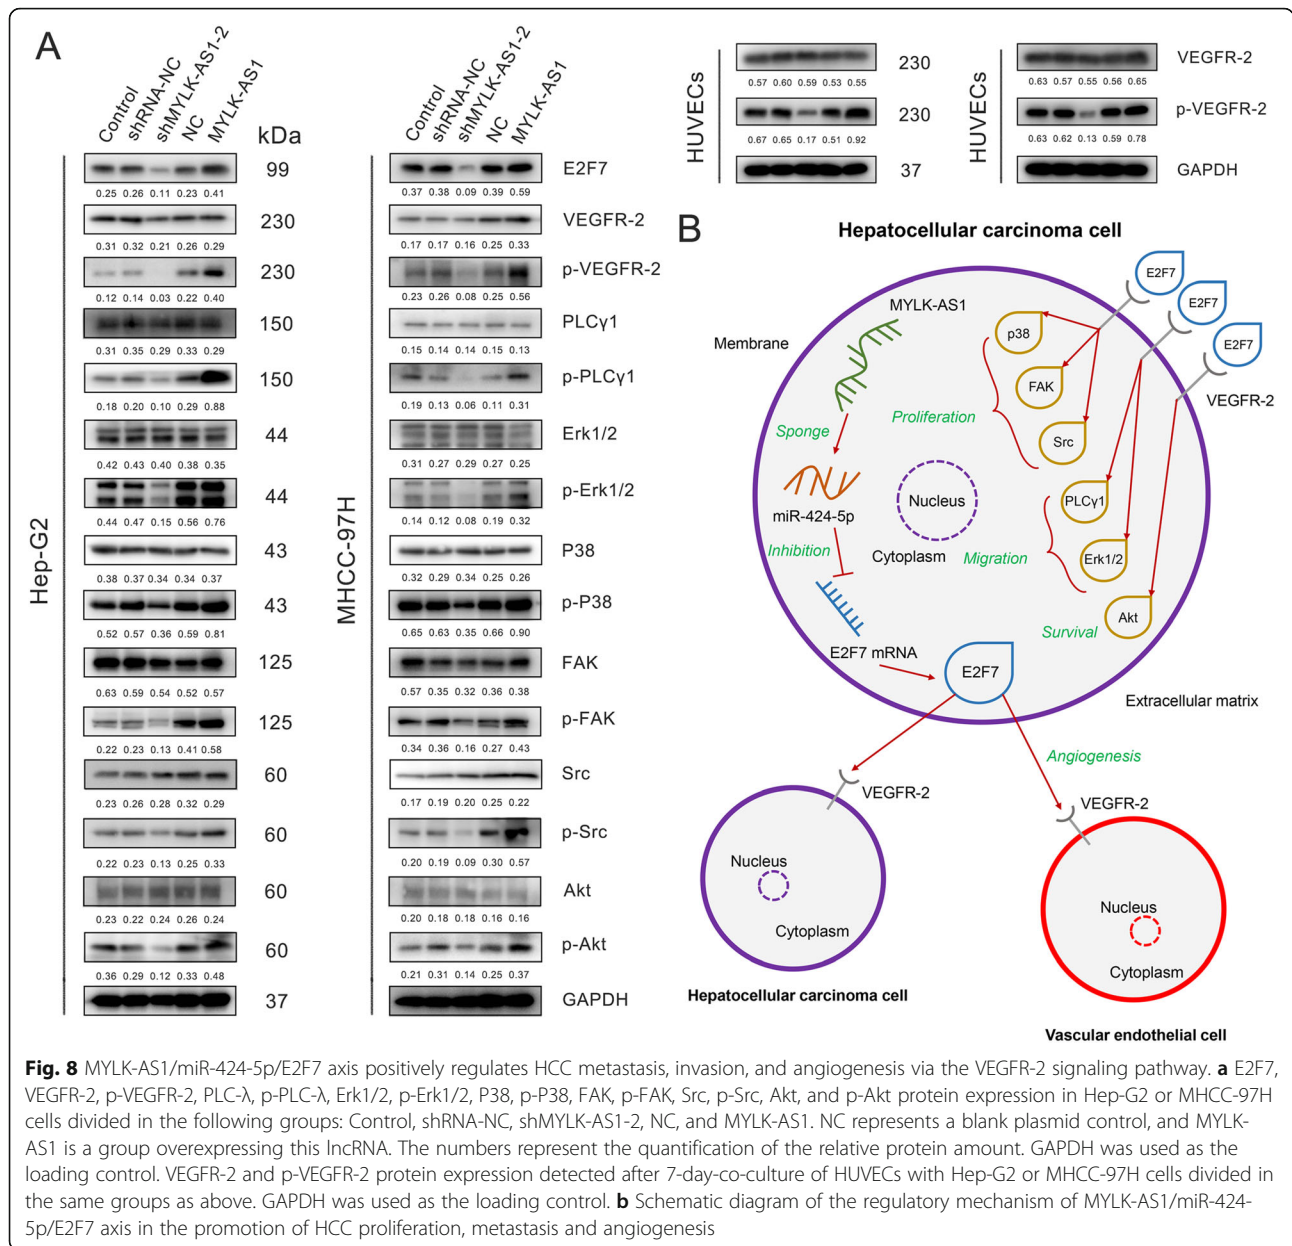 A
Control
shRNA-NC
shMYLK-AS1-2
NC
MYLK-AS1
kDa
Control
shRNA-NC
shMYLK-AS1-2
NC
MYLK-AS1
Hep-G2
MHCC-97H
99
E2F7
0.25 0.26 0.11 0.23 0.41
0.37 0.38 0.09 0.39 0.59
230
VEGFR-2
0.31 0.32 0.21 0.26 0.29
0.17 0.17 0.16 0.25 0.33
230
p-VEGFR-2
0.12 0.14 0.03 0.22 0.40
0.23 0.26 0.08 0.25 0.56
150
PLCγ1
0.31 0.35 0.29 0.33 0.29
0.15 0.14 0.14 0.15 0.13
150
p-PLCγ1
0.18 0.20 0.10 0.29 0.88
0.19 0.13 0.06 0.11 0.31
44
Erk1/2
0.42 0.43 0.40 0.38 0.35
0.31 0.27 0.29 0.27 0.25
44
p-Erk1/2
0.44 0.47 0.15 0.56 0.76
0.14 0.12 0.08 0.19 0.32
43
P38
0.38 0.37 0.34 0.34 0.37
0.32 0.29 0.34 0.25 0.26
43
p-P38
0.52 0.57 0.36 0.59 0.81
0.65 0.63 0.35 0.66 0.90
125
FAK
0.63 0.59 0.54 0.52 0.57
0.57 0.35 0.32 0.36 0.38
125
p-FAK
0.22 0.23 0.13 0.41 0.58
0.34 0.36 0.16 0.27 0.43
60
Src
0.23 0.26 0.28 0.32 0.29
0.17 0.19 0.20 0.25 0.22
60
p-Src
0.22 0.23 0.13 0.25 0.33
0.20 0.19 0.09 0.30 0.57
60
Akt
0.23 0.22 0.24 0.26 0.24
0.20 0.18 0.18 0.16 0.16
60
p-Akt
0.36 0.29 0.12 0.33 0.48
0.21 0.31 0.14 0.25 0.37
37
GAPDH
HUVECs
HUVECs
230
VEGFR-2
0.57 0.60 0.59 0.53 0.55
0.63 0.57 0.55 0.56 0.65
230
p-VEGFR-2
0.67 0.65 0.17 0.51 0.92
0.63 0.62 0.13 0.59 0.78
37
GAPDH
B
Hepatocellular carcinoma cell
Membrane
MYLK-AS1
Sponge
miR-424-5p
Inhibition
E2F7 mRNA
E2F7
Nucleus
Cytoplasm
Proliferation
Migration
Survival
p38
FAK
Src
PLCγ1
Erk1/2
Akt
E2F7
E2F7
E2F7
VEGFR-2
Extracellular matrix
Angiogenesis
VEGFR-2
Nucleus
Cytoplasm
Hepatocellular carcinoma cell
VEGFR-2
Nucleus
Cytoplasm
Vascular endothelial cell
Fig. 8 MYLK-AS1/miR-424-5p/E2F7 axis positively regulates HCC metastasis, invasion, and angiogenesis via the VEGFR-2 signaling pathway. a E2F7,
VEGFR-2, p-VEGFR-2, PLC-λ, p-PLC-λ, Erk1/2, p-Erk1/2, P38, p-P38, FAK, p-FAK, Src, p-Src, Akt, and p-Akt protein expression in Hep-G2 or MHCC-97H
cells divided in the following groups: Control, shRNA-NC, shMYLK-AS1-2, NC, and MYLK-AS1. NC represents a blank plasmid control, and MYLK-
AS1 is a group overexpressing this lncRNA. The numbers represent the quantification of the relative protein amount. GAPDH was used as the
loading control. VEGFR-2 and p-VEGFR-2 protein expression detected after 7-day-co-culture of HUVECs with Hep-G2 or MHCC-97H cells divided in
the same groups as above. GAPDH was used as the loading control. b Schematic diagram of the regulatory mechanism of MYLK-AS1/miR-424-
5p/E2F7 axis in the promotion of HCC proliferation, metastasis and angiogenesis